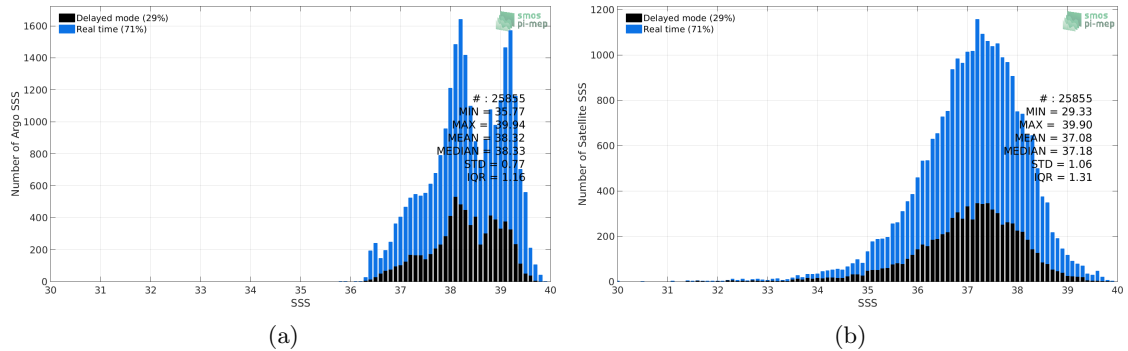 Delayed mode (29%)
Real time (71%)
smos
pi-mep
1600
1400
1200
1000
800
600
400
200
0
Number of Argo SSS
# : 25855
MIN = 35.77
MAX = 39.94
MEAN = 38.32
MEDIAN = 38.33
STD = 0.77
IQR = 1.16
30 31 32 33 34 35 36 37 38 39 40
SSS
(a)
Delayed mode (29%)
Real time (71%)
smos
pi-mep
1200
1000
800
600
400
200
0
Number of Satellite SSS
# : 25855
MIN = 29.33
MAX = 39.90
MEAN = 37.08
MEDIAN = 37.18
STD = 1.06
IQR = 1.31
30 31 32 33 34 35 36 37 38 39 40
SSS
(b)